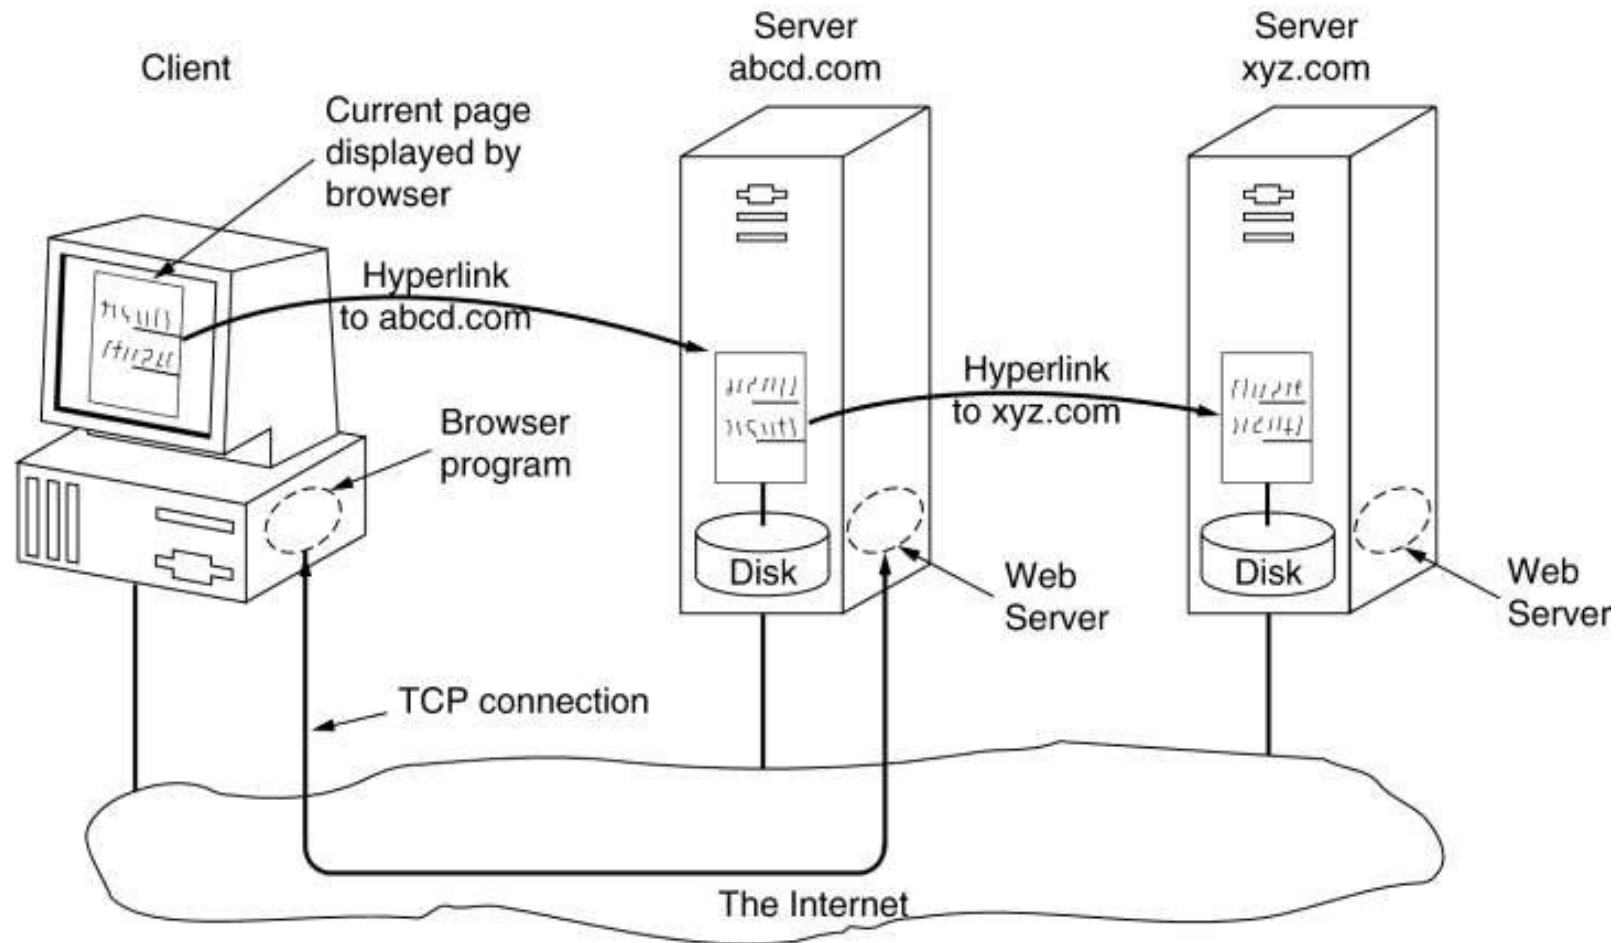 Client
Server
abcd.com
Server
xyz.com
Current page
displayed by
browser
Hyperlink
to abcd.com
Hyperlink
to xyz.com
Browser
program
Disk
Web
Server
Disk
Web
Server
TCP connection
The Internet